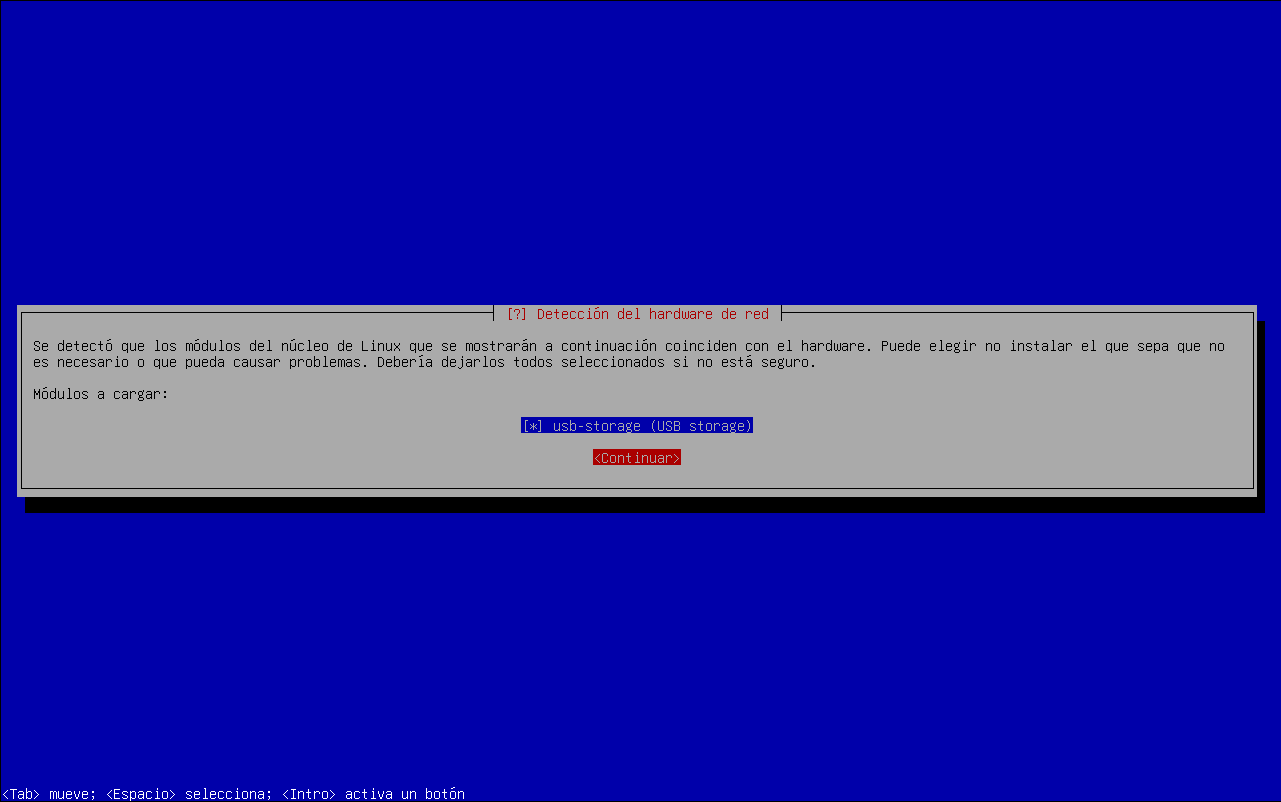 [?] Detección del hardware de red
Se detectó que los módulos del núcleo de Linux que se mostrarán a continuación coinciden con el hardware. Puede elegir no instalar el que sepa que no
es necesario o que pueda causar problemas. Debería dejarlos todos seleccionados si no está seguro.
Módulos a cargar:
[*] usb-storage (USB storage)
<Continuar>
<Tab> mueve; <Espacio> selecciona; <Intro> activa un botón